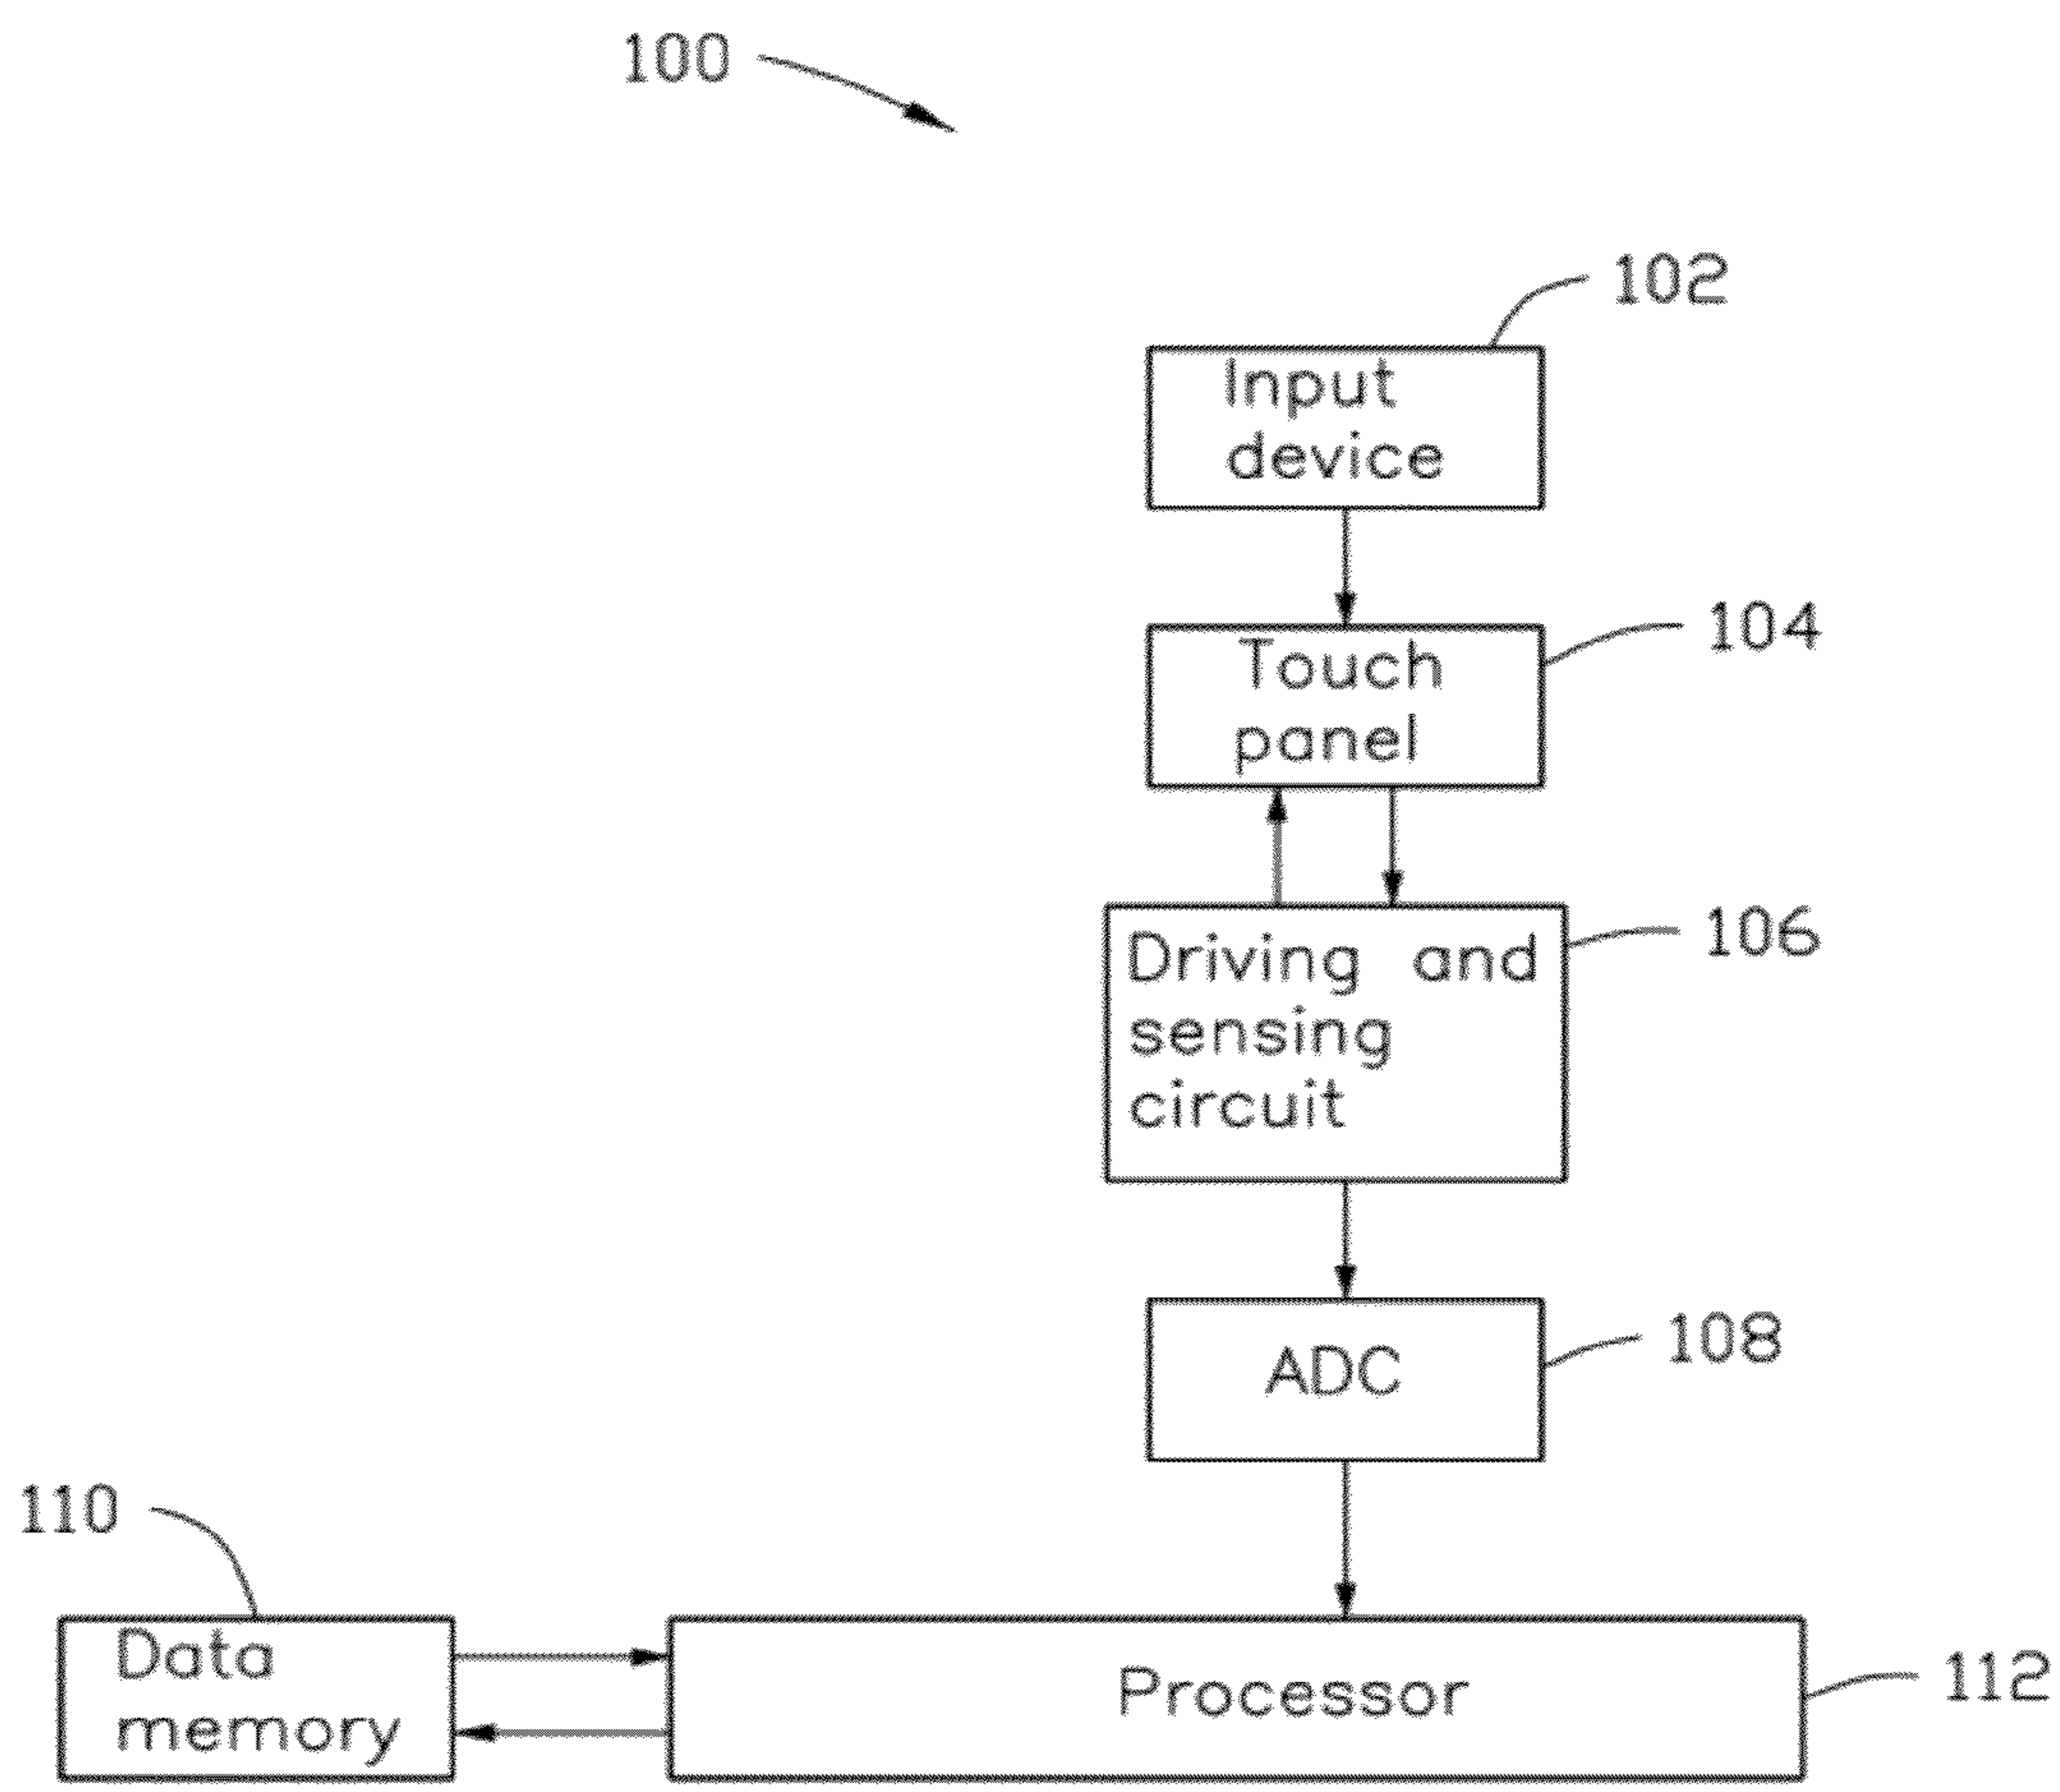 100
102
Input
device
104
Touch
panel
106
Driving and
sensing
circuit
108
ADC
110
Data
memory
Processor
112